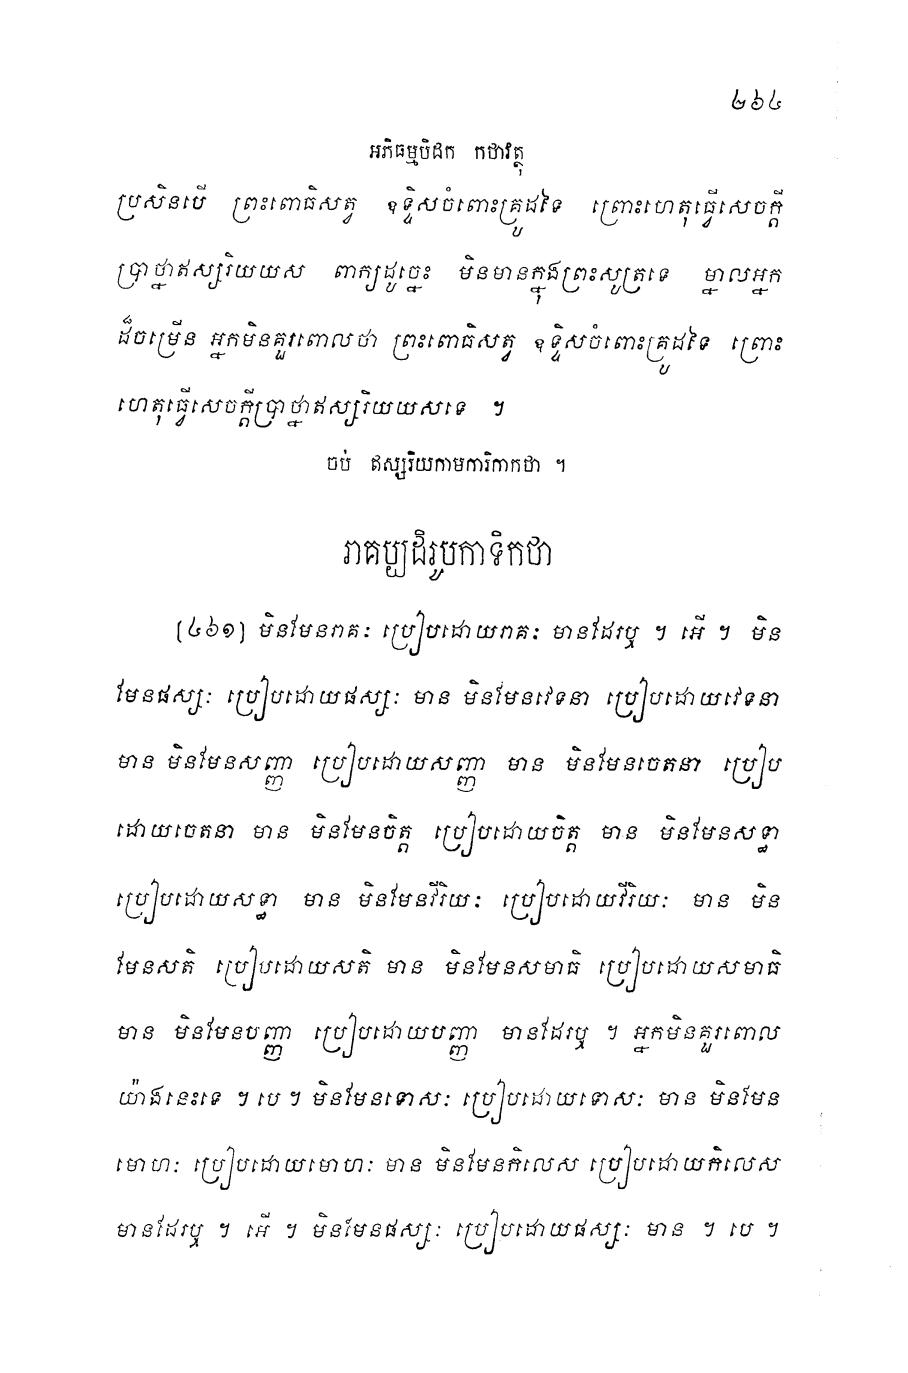 ២៦៤
អភិធម្មបិដក កថាវត្ថុ
ប្រសិនបើ ព្រះពោធិសត្វ ឧទ្ទិសចំពោះគ្រូដទៃ ព្រោះហេតុធ្វើសេចក្តី
ប្រាថ្នាឥស្សរិយយស ពាក្យដូច្នេះ មិនមានក្នុងព្រះសូត្រទេ ម្នាលអ្នក
ដ៏ចម្រើន អ្នកមិនគួរពោលថា ព្រះពោធិសត្វ ឧទ្ទិសចំពោះគ្រូដទៃ ព្រោះ
ហេតុធ្វើសេចក្តីប្រាថ្នាឥស្សរិយយសទេ ។
ចប់ ឥស្សរិយកាមការិកាកថា ។
រាគប្បដិរូបកាទិកថា
(៤៦១) មិនមែនរាគៈ ប្រៀបដោយរាគៈ មានដែរឬ ។ អើ ។ មិន
មែនផស្សៈ ប្រៀបដោយផស្សៈ មាន មិនមែនវេទនា ប្រៀបដោយវេទនា
មាន មិនមែនសញ្ញា ប្រៀបដោយសញ្ញា មាន មិនមែនចេតនា ប្រៀប
ដោយចេតនា មាន មិនមែនចិត្ត ប្រៀបដោយចិត្ត មាន មិនមែនសទ្ធា
ប្រៀបដោយសទ្ធា មាន មិនមែនវីរិយៈ ប្រៀបដោយវីរិយៈ មាន មិន
មែនសតិ ប្រៀបដោយសតិ មាន មិនមែនសមាធិ ប្រៀបដោយសមាធិ
មាន មិនមែនបញ្ញា ប្រៀបដោយបញ្ញា មានដែរឬ ។ អ្នកមិនគួរពោល
យ៉ាងនេះទេ ។ បេ ។ មិនមែនទោសៈ ប្រៀបដោយទោសៈ មាន មិនមែន
មោហៈ ប្រៀបដោយមោហៈ មាន មិនមែនកិលេស ប្រៀបដោយកិលេស
មានដែរឬ ។ អើ ។ មិនមែនផស្សៈ ប្រៀបដោយផស្សៈ មាន ។ បេ ។